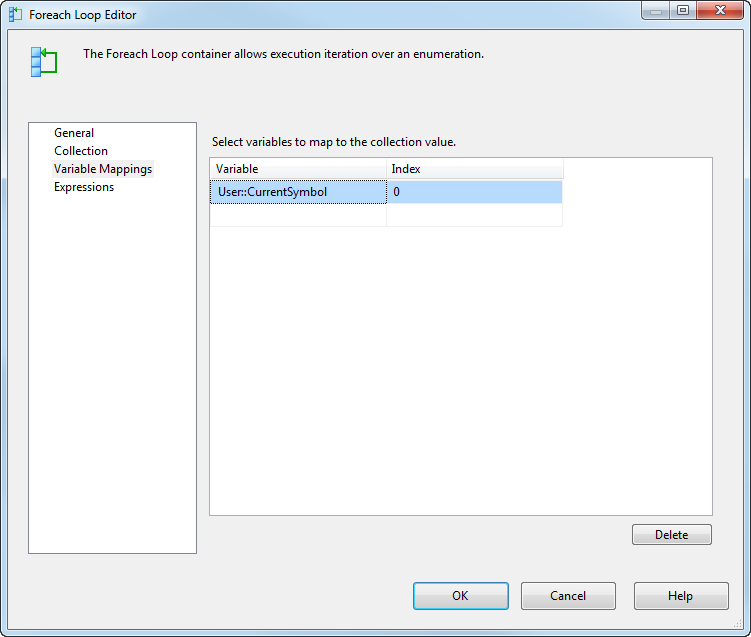 Foreach Loop Editor
The Foreach Loop container allows execution iteration over an enumeration.
General
Collection
Variable Mappings
Expressions
Select variables to map to the collection value.
Variable Index
User::CurrentSymbol 0
Delete
OK Cancel Help